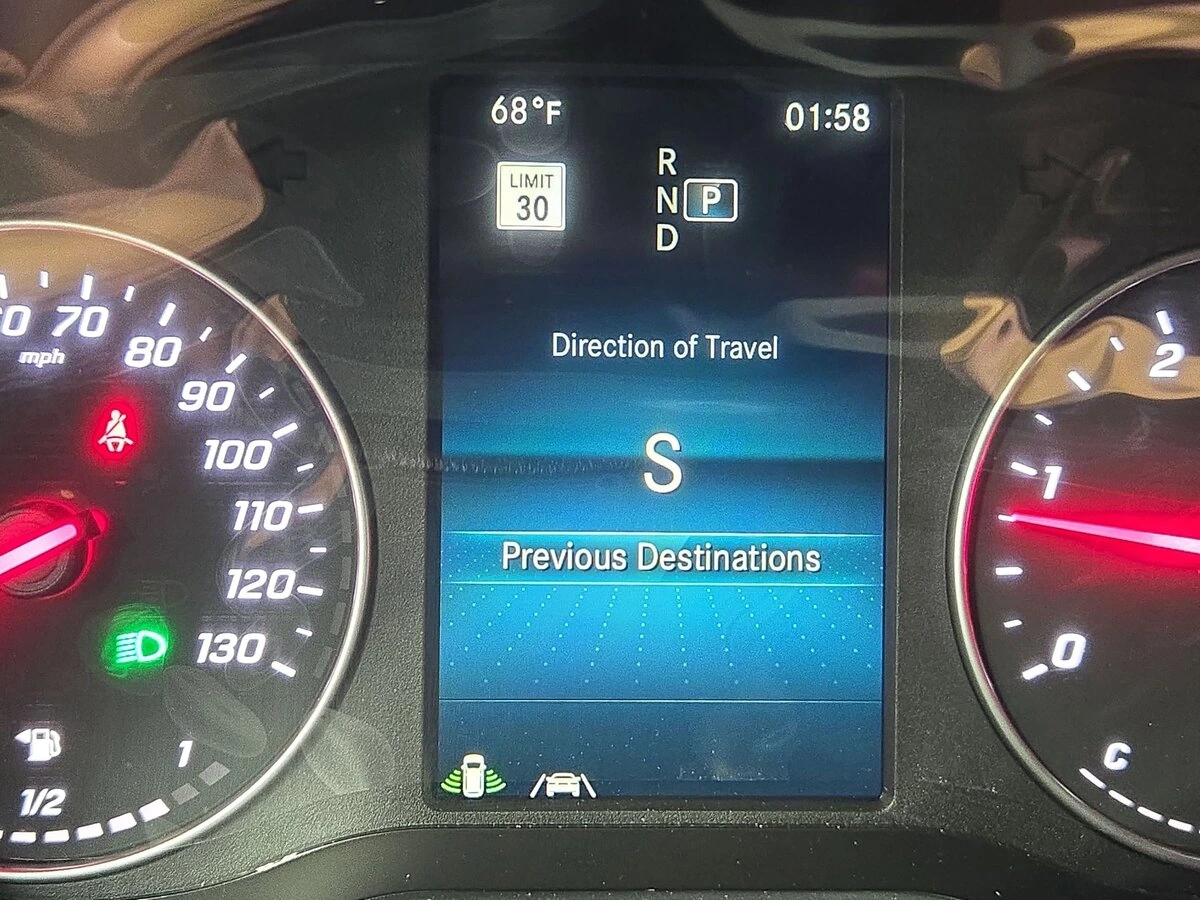 68°F
01:58
LIMIT
30
R
N P
D
Direction of Travel
S
Previous Destinations
70
mph
80
90
100
110
120
130
1/2
1
2
1
0
C